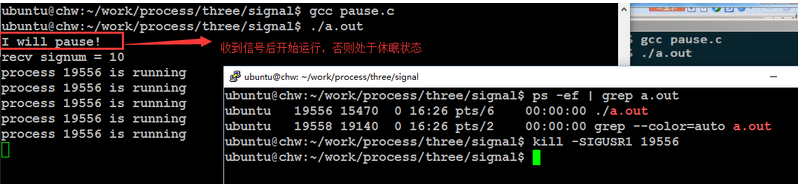 ubuntu@chw:~/work/process/three/signal$ gcc pause.c
ubuntu@chw:~/work/process/three/signal$ ./a.out
I will pause!
收到信号后开始运行，否则处于休眠状态
recv signum = 10
process 19556 is running
process 19556 is running
process 19556 is running
process 19556 is running
process 19556 is running
gcc pause.c
./a.out
ubuntu@chw: ~/work/process/three/signal
ubuntu@chw:~/work/process/three/signal$ ps -ef | grep a.out
ubuntu 19556 15470 0 16:26 pts/6 00:00:00 ./a.out
ubuntu 19558 19140 0 16:26 pts/2 00:00:00 grep --color=auto a.out
ubuntu@chw:~/work/process/three/signal$ kill -SIGUSR1 19556
ubuntu@chw:~/work/process/three/signal$